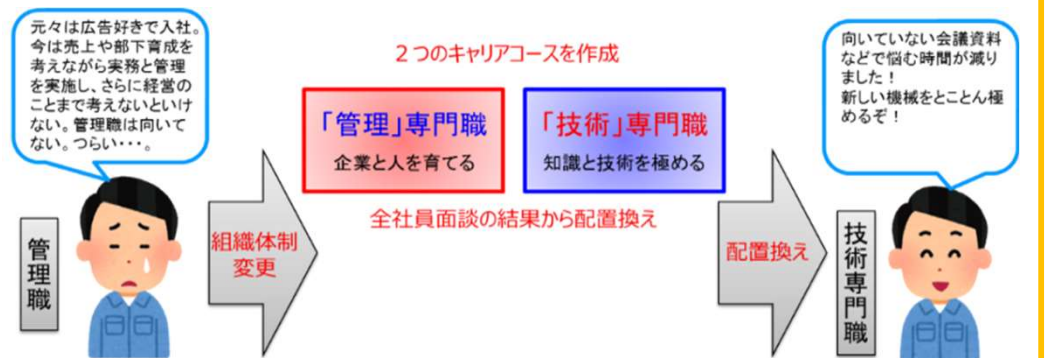 元々は広告好きで入社。
今は売上や部下育成を
考えながら実務と管理
を実施し、さらに経営の
ことまで考えないといけ
ない。管理職は向いて
ない。つらい・・・。
管理職
組織体制
変更
２つのキャリアコースを作成
「管理」専門職
企業と人を育てる
「技術」専門職
知識と技術を極める
全社員面談の結果から配置換え
配置換え
向いていない会議資料
などで悩む時間が減り
ました！
新しい機械をとことん極
めるぞ！
技術専門職